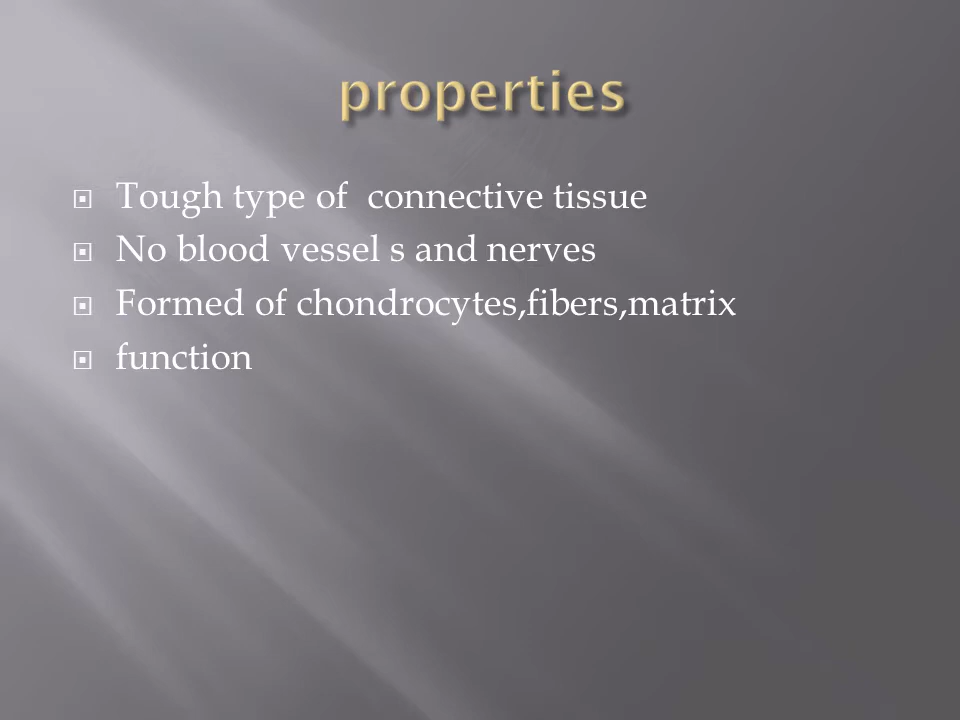 properties
Tough type of  connective tissue
No blood vessel s and nerves
Formed of chondrocytes,fibers,matrix
function